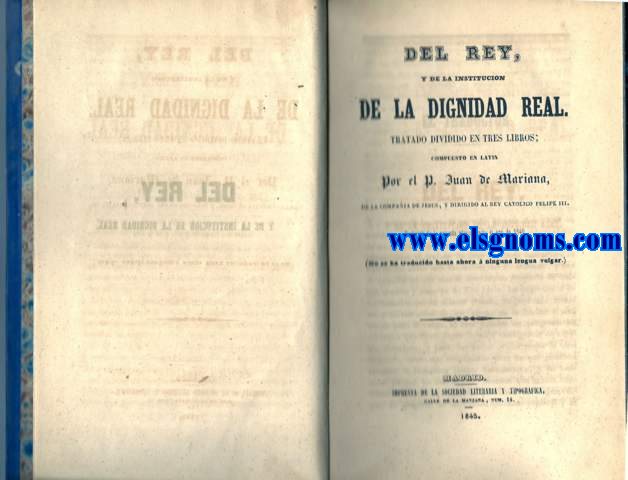 DEL REY,
Y DE LA INSTITUCION
DE LA DIGNIDAD REAL.
TRATADO DIVIDIDO EN TRES LIBROS;
COMPUESTO EN LATIN
Por el P. Juan de Mariana,
DE LA COMPAÑIA DE JESUS, Y DIRIGIDO AL REY CATOLICO FELIPE III.
www.elsgnoms.com
(No se ha traducido hasta ahora á ninguna lengua vulgar.)
MADRID.
IMPRENTA DE LA SOCIEDAD LITERARIA Y TIPOGRAFICA,
CALLE DE LA MANZANA, NUM. 14.
1845.